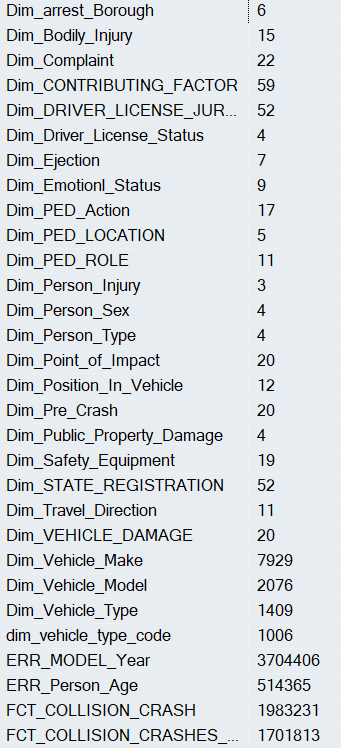 Dim_arrest_Borough 6
Dim_Bodily_Injury 15
Dim_Complaint 22
Dim_CONTRIBUTING_FACTOR 59
Dim_DRIVER_LICENSE_JUR... 52
Dim_Driver_License_Status 4
Dim_Ejection 7
Dim_Emotionl_Status 9
Dim_PED_Action 17
Dim_PED_LOCATION 5
Dim_PED_ROLE 11
Dim_Person_Injury 3
Dim_Person_Sex 4
Dim_Person_Type 4
Dim_Point_of_Impact 20
Dim_Position_In_Vehicle 12
Dim_Pre_Crash 20
Dim_Public_Property_Damage 4
Dim_Safety_Equipment 19
Dim_STATE_REGISTRATION 52
Dim_Travel_Direction 11
Dim_VEHICLE_DAMAGE 20
Dim_Vehicle_Make 7929
Dim_Vehicle_Model 2076
Dim_Vehicle_Type 1409
dim_vehicle_type_code 1006
ERR_MODEL_Year 3704406
ERR_Person_Age 514365
FCT_COLLISION_CRASH 1983231
FCT_COLLISION_CRASHES_... 1701813